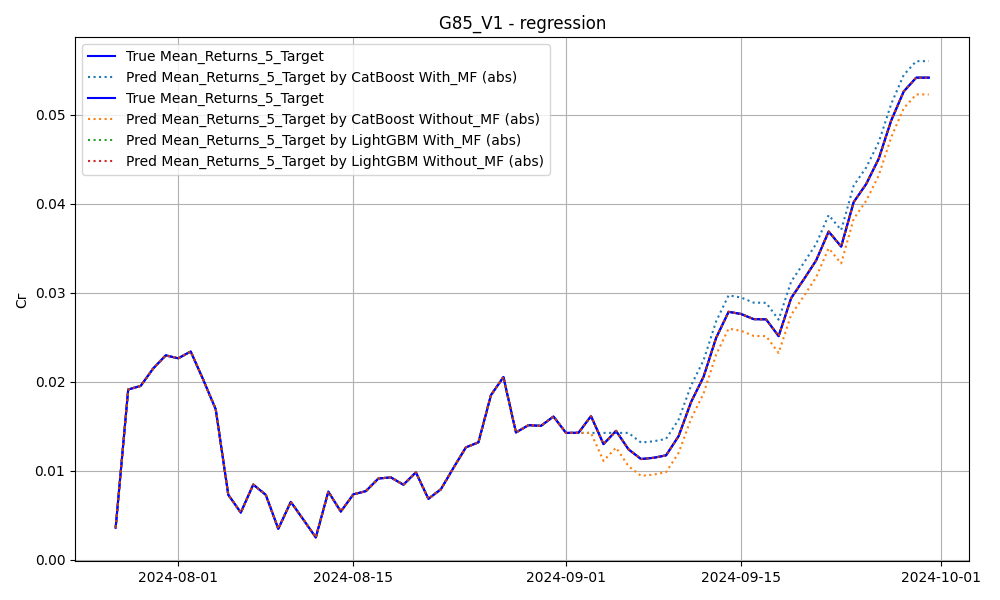 G85_V1 - regression
True Mean_Returns_5_Target
Pred Mean_Returns_5_Target by CatBoost With_MF (abs)
True Mean_Returns_5_Target
Pred Mean_Returns_5_Target by CatBoost Without_MF (abs)
Pred Mean_Returns_5_Target by LightGBM With_MF (abs)
Pred Mean_Returns_5_Target by LightGBM Without_MF (abs)
0.05
0.04
0.03
0.02
0.01
0.00
Cr
2024-08-01
2024-08-15
2024-09-01
2024-09-15
2024-10-01